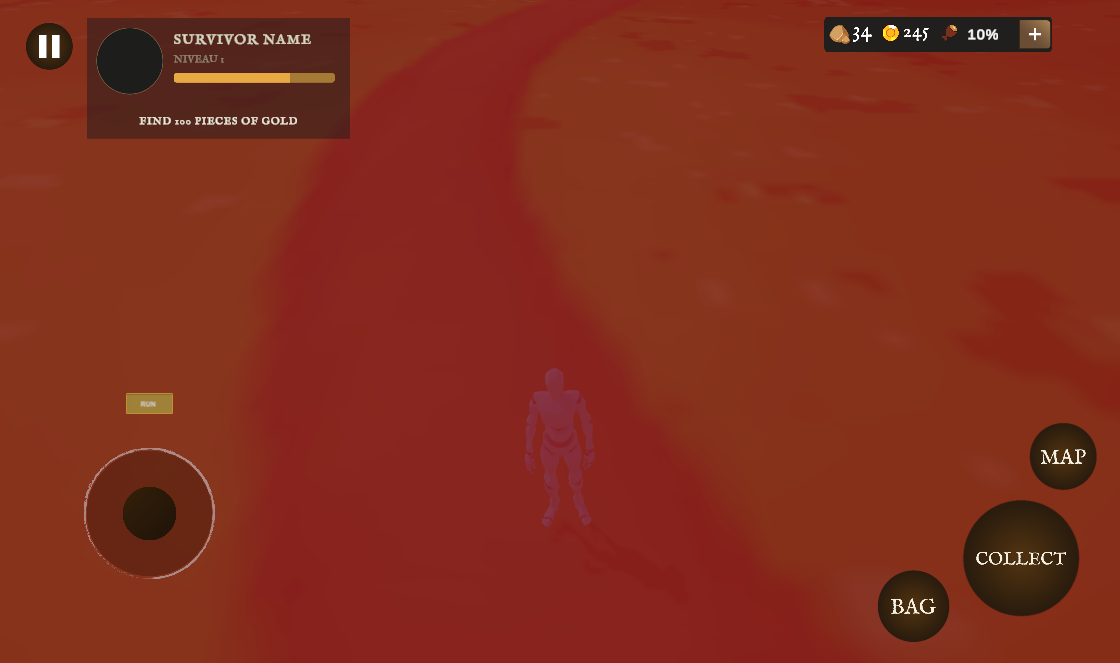 SURVIVOR NAME
NIVEAU 1
FIND 100 PIECES OF GOLD
34 245 10% +
RUN
MAP
COLLECT
BAG